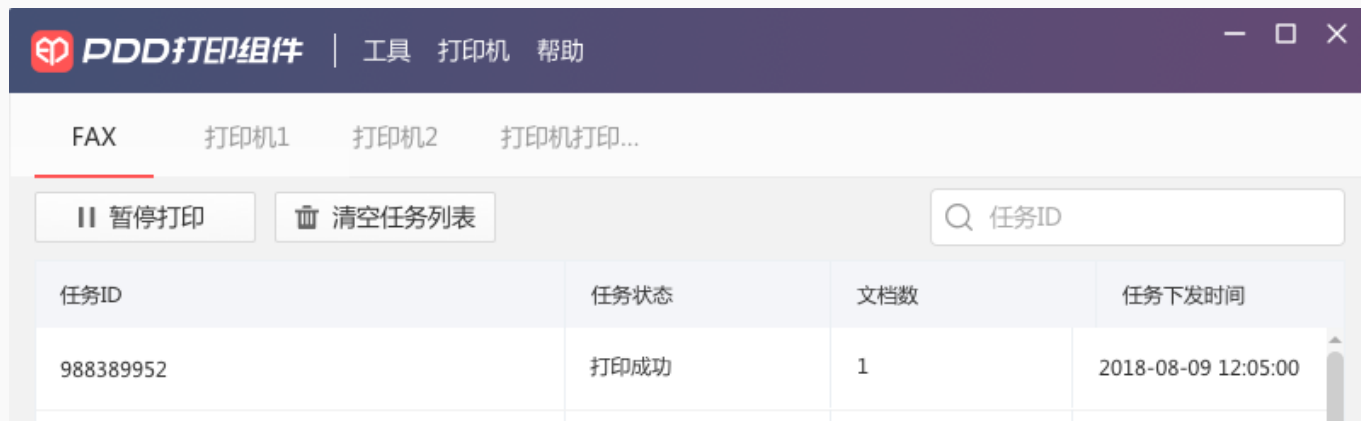 PDD打印组件 工具 打印机 帮助
FAX 打印机1 打印机2 打印机打印...
暂停打印 清空任务列表 任务ID
任务ID 任务状态 文档数 任务下发时间
988389952 打印成功 1 2018-08-09 12:05:00